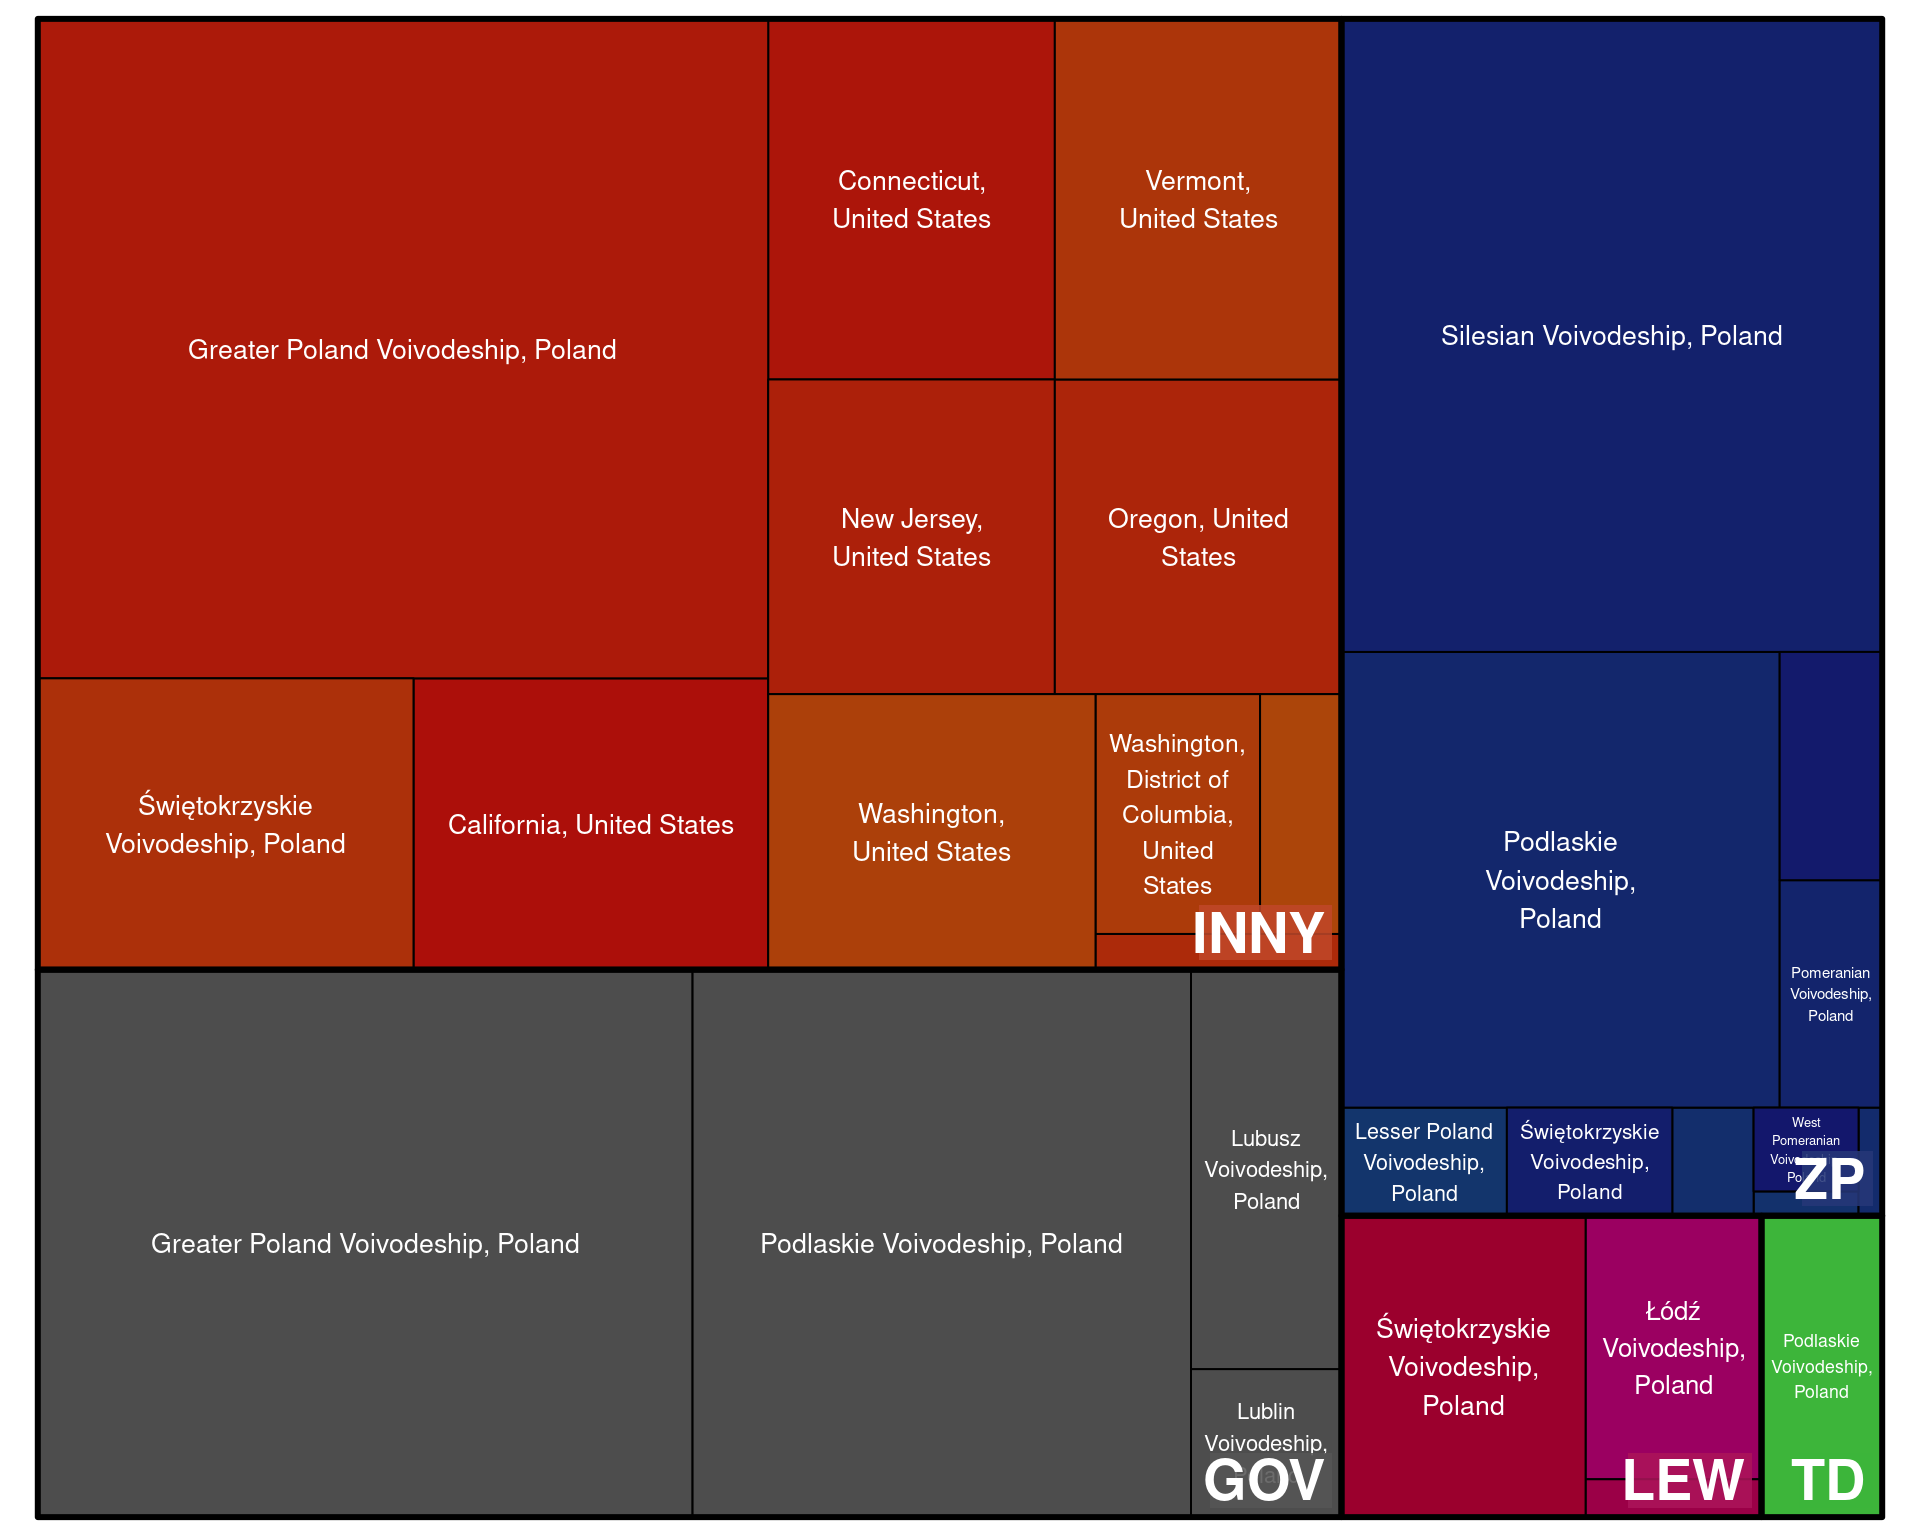 Greater Poland Voivodeship, Poland
Connecticut,
United States
Vermont,
United States
New Jersey,
United States
Oregon, United
States
Świętokrzyskie
Voivodeship, Poland
California, United States
Washington,
United States
Washington,
District of
Columbia,
United
States
INNY
Greater Poland Voivodeship, Poland
Podlaskie Voivodeship, Poland
Lubusz
Voivodeship,
Poland
Lublin
Voivodeship,
GOV
Silesian Voivodeship, Poland
Podlaskie
Voivodeship,
Poland
Pomeranian
Voivodeship,
Poland
Lesser Poland
Voivodeship,
Poland
Świętokrzyskie
Voivodeship,
Poland
West
Pomeranian
ZP
Świętokrzyskie
Voivodeship,
Poland
Łódź
Voivodeship,
Poland
LEW
Podlaskie
Voivodeship,
Poland
TD